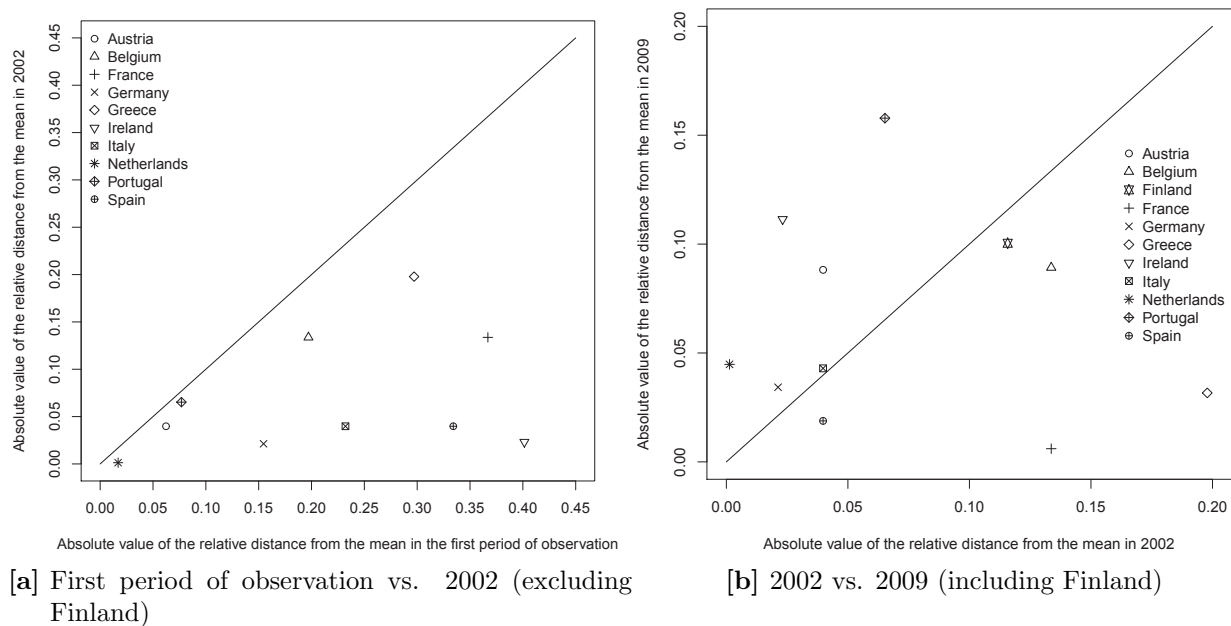 Absolute value of the relative distance from the mean in 2002
0.00 0.05 0.10 0.15 0.20 0.25 0.30 0.35 0.40 0.45
Austria
Belgium
France
Germany
Greece
Ireland
Italy
Netherlands
Portugal
Spain
0.00 0.05 0.10 0.15 0.20 0.25 0.30 0.35 0.40 0.45
Absolute value of the relative distance from the mean in the first period of observation
[a] First period of observation vs. 2002 (excluding
Finland)
Absolute value of the relative distance from the mean in 2009
0.00 0.05 0.10 0.15 0.20
Austria
Belgium
Finland
France
Germany
Greece
Ireland
Italy
Netherlands
Portugal
Spain
0.00 0.05 0.10 0.15 0.20
Absolute value of the relative distance from the mean in 2002
[b] 2002 vs. 2009 (including Finland)